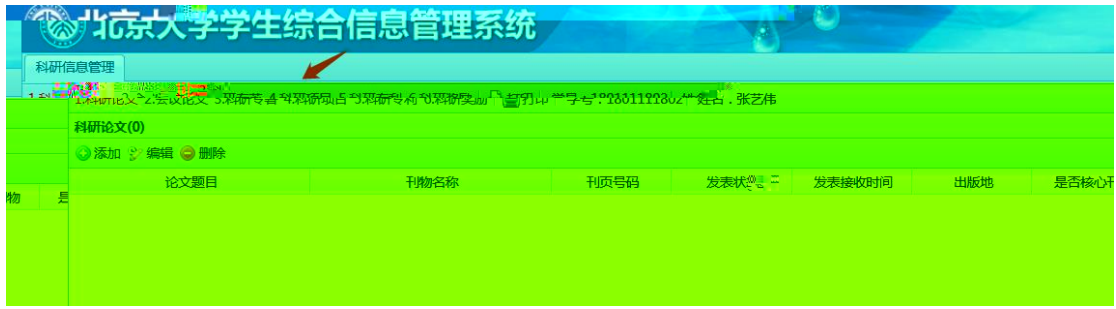 北京大学学生综合信息管理系统
科研信息管理
1.科研论文 2.会议论文 3.科研专著 4.科研项目 5.科研专利 6.科研奖励 打印 学号:1801111802 姓名:张艺伟
科研论文(0)
添加 编辑 删除
论文题目 刊物名称 刊页号码 发表状 发表接收时间 出版地 是否核心刊
物 是